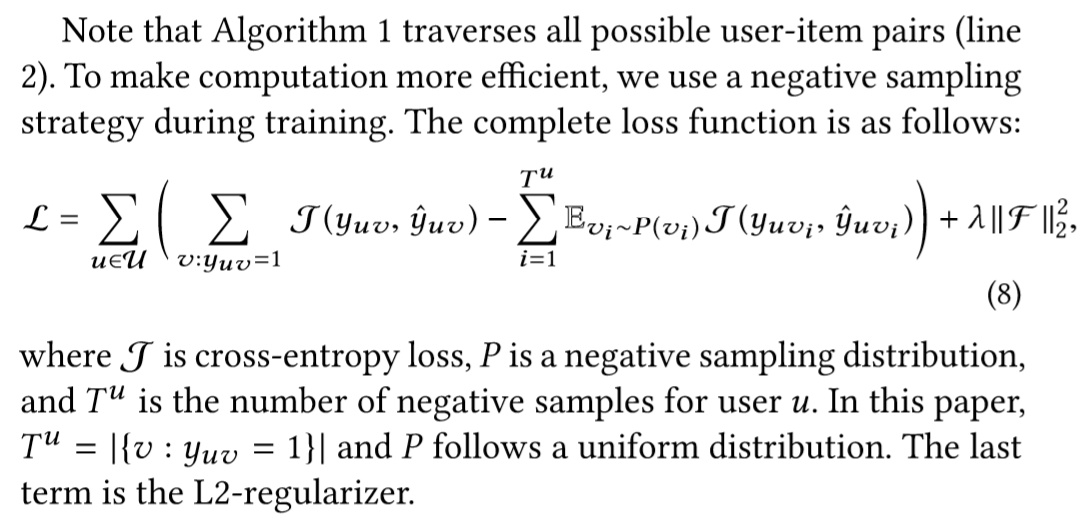 Note that Algorithm 1 traverses all possible user-item pairs (line
2). To make computation more efficient, we use a negative sampling
strategy during training. The complete loss function is as follows:
$\mathcal{L} = \sum_{u \in \mathcal{U}} \left( \sum_{v: y_{uv} = 1} \mathcal{J}(y_{uv}, \hat{y}_{uv}) - \sum_{i=1}^{T^u} \mathbb{E}_{v_i \sim P(v_i)} \mathcal{J}(y_{uv_i}, \hat{y}_{uv_i}) \right) + \lambda \|\mathcal{F}\|_2^2,$
(8)
where $\mathcal{J}$ is cross-entropy loss, P is a negative sampling distribution,
and $T^u$ is the number of negative samples for user u. In this paper,
$T^u = |\{v : y_{uv} = 1\}|$ and P follows a uniform distribution. The last
term is the L2-regularizer.